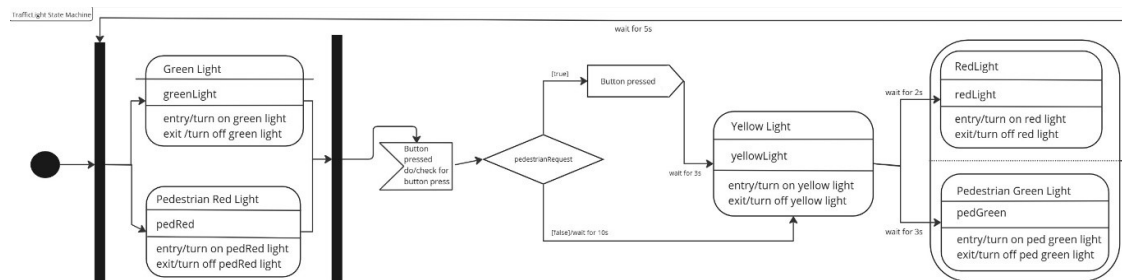 TrafficLight State Machine
wait for 5s
Green Light
greenLight
entry/turn on green light
exit /turn off green light
Pedestrian Red Light
pedRed
entry/turn on pedRed light
exit/turn off pedRed light
Button
pressed
do/check for
button press
pedestrianRequest
[true]
Button pressed
[false]/wait for 10s
wait for 3s
Yellow Light
yellowLight
entry/turn on yellow light
exit/turn off yellow light
wait for 2s
wait for 3s
RedLight
redLight
entry/turn on red light
exit/turn off red light
Pedestrian Green Light
pedGreen
entry/turn on ped green light
exit/turn off ped green light